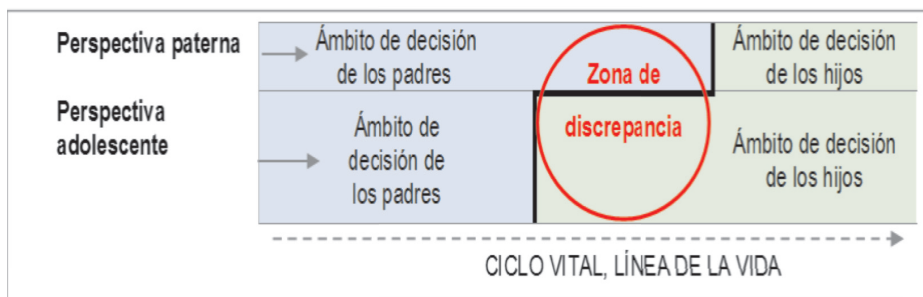 Perspectiva paterna
Ámbito de decisión
de los padres
Zona de
discrepancia
Ámbito de decisión
de los hijos
Perspectiva
adolescente
Ámbito de
decisión de
los padres
Ámbito de decisión
de los hijos
CICLO VITAL, LÍNEA DE LA VIDA